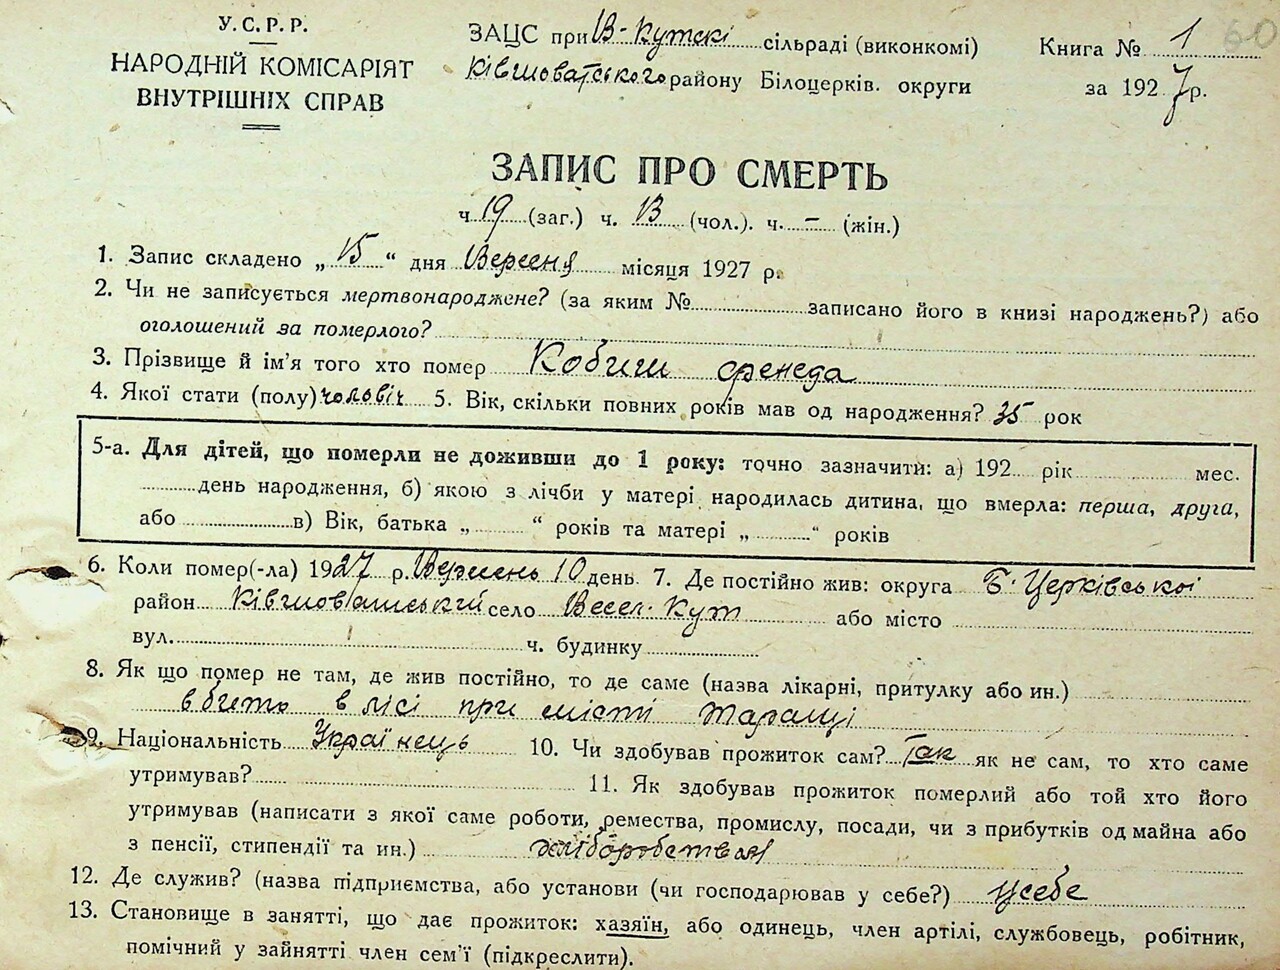 У.С.Р.Р.
НАРОДНІЙ КОМІСАРІЯТ
ВНУТРІШНІХ СПРАВ
ЗАЦС при В-Кутскі сільраді (виконкомі)
Ківшоватського району Білоцерків. округи
Книга № 1 60
за 1927 р.
ЗАПИС ПРО СМЕРТЬ
ч. 19 (заг.) ч. 13 (чол.). ч. – (жін.)
1. Запис складено „ 15 “ дня Вересня місяця 1927 р.
2. Чи не записується мертвонароджене? (за яким № записано його в книзі народжень?) або
оголошений за померлого?
3. Прізвище й ім'я того хто помер Кобиш
4. Якої стати (полу) чоловіч 5. Вік, скільки повних років мав од народження? 35 рок
5-а. Для дітей, що померли не доживши до 1 року: точно зазначити: а) 192 рік мес.
день народження, б) якою з лічби у матері народилась дитина, що вмерла: перша, друга,
або в) Вік, батька „ “ років та матері „ “ років
6. Коли помер(-ла) 1927 р. Вересень 10 день. 7. Де постійно жив: округа Б-Церківської
район Ківшоватський село Весел. Кут або місто
вул. ч. будинку
8. Як що помер не там, де жив постійно, то де саме (назва лікарні, притулку або ин.)
вбито в лісі при місті Таращі
9. Національність Українець 10. Чи здобував прожиток сам? Так як не сам, то хто саме
утримував? 11. Як здобував прожиток померлий або той хто його
утримував (написати з якої саме роботи, ремества, промислу, посади, чи з прибутків од майна або
з пенсії, стипендії та ин.) хліборобства
12. Де служив? (назва підприємства, або установи (чи господарював у себе?) усебе
13. Становище в занятті, що дає прожиток: хазяїн, або одинець, член артілі, службовець, робітник,
помічний у зайнятті член сем'ї (підкреслити).